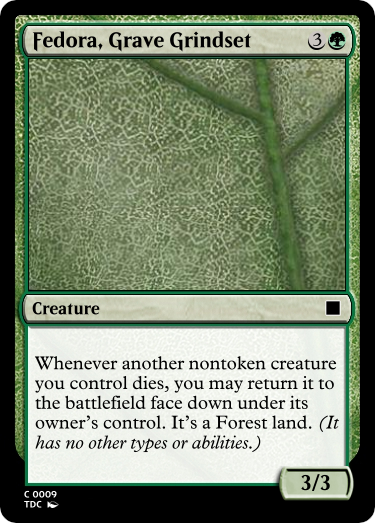 Fedora, Grave Grindset 3
Creature
Whenever another nontoken creature
you control dies, you may return it to
the battlefield face down under its
owner's control. It's a Forest land. (It
has no other types or abilities.)
3/3
C 0009
TDC